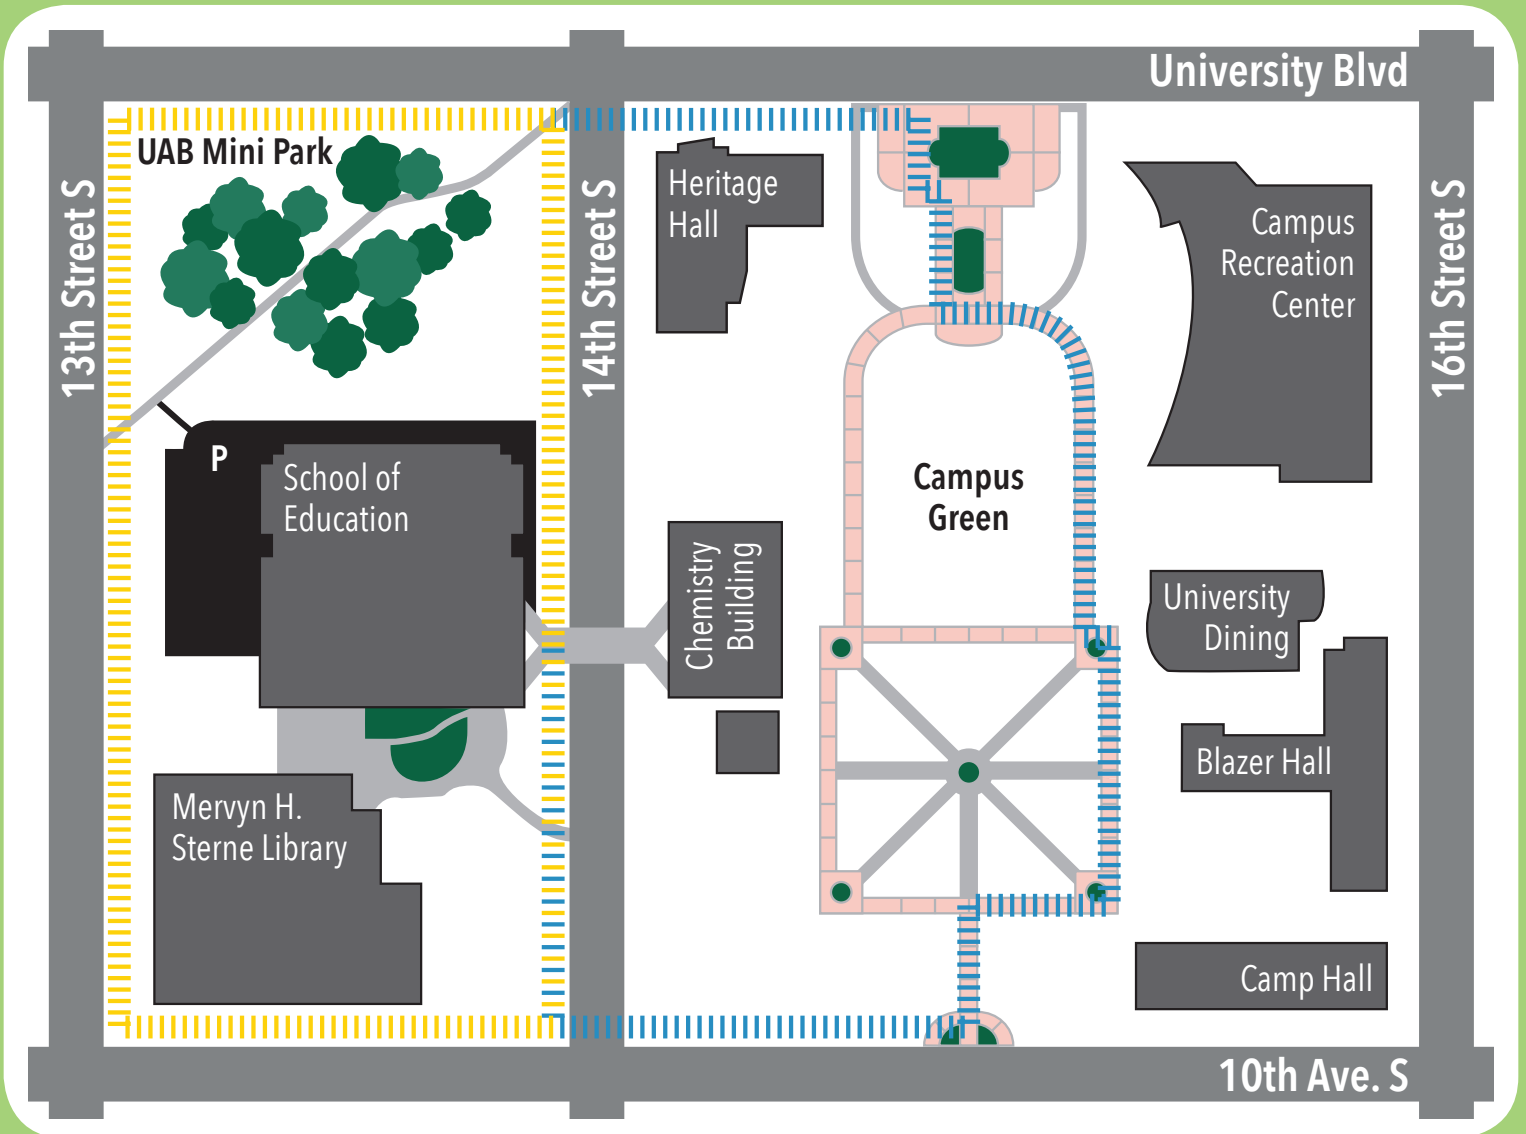 University Blvd
UAB Mini Park
13th Street S
14th Street S
16th Street S
Heritage
Hall
Campus
Recreation
Center
P
School of
Education
Campus
Green
Chemistry
Building
University
Dining
Blazer Hall
Mervyn H.
Sterne Library
Camp Hall
10th Ave. S